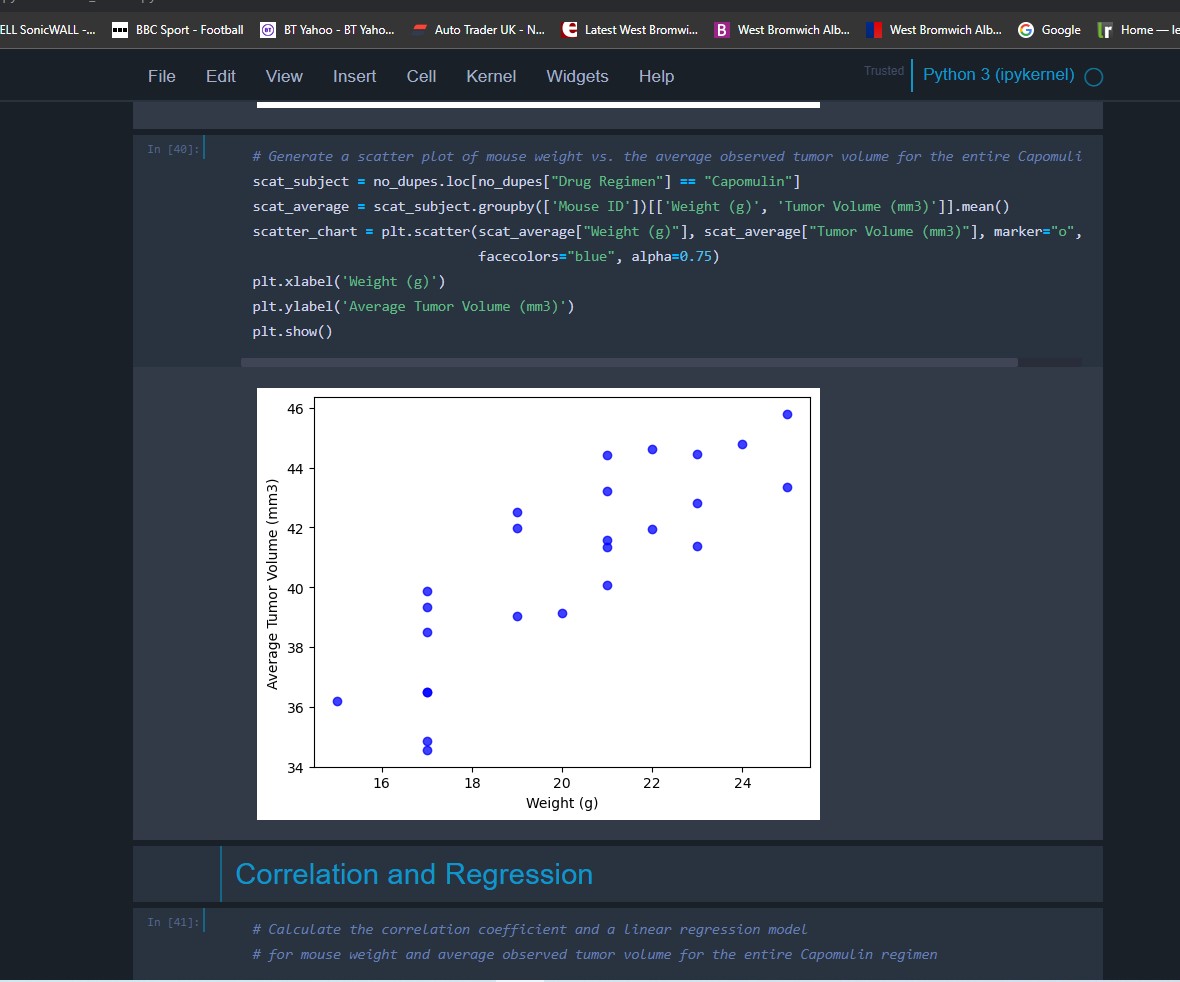 ELL SonicWALL -... BBC Sport - Football BT Yahoo - BT Yaho... Auto Trader UK - N... Latest West Bromwi... West Bromwich Alb... West Bromwich Alb... Google Home — le
File Edit View Insert Cell Kernel Widgets Help Trusted Python 3 (ipykernel)
In [40]:
# Generate a scatter plot of mouse weight vs. the average observed tumor volume for the entire Capomuli
scat_subject = no_dupes.loc[no_dupes["Drug Regimen"] == "Capomulin"]
scat_average = scat_subject.groupby(['Mouse ID'])[['Weight (g)', 'Tumor Volume (mm3)']].mean()
scatter_chart = plt.scatter(scat_average["Weight (g)"], scat_average["Tumor Volume (mm3)"], marker="o",
facecolors="blue", alpha=0.75)
plt.xlabel('Weight (g)')
plt.ylabel('Average Tumor Volume (mm3)')
plt.show()
46
44
42
40
38
36
34
Average Tumor Volume (mm3)
16 18 20 22 24
Weight (g)
Correlation and Regression
In [41]:
# Calculate the correlation coefficient and a linear regression model
# for mouse weight and average observed tumor volume for the entire Capomulin regimen